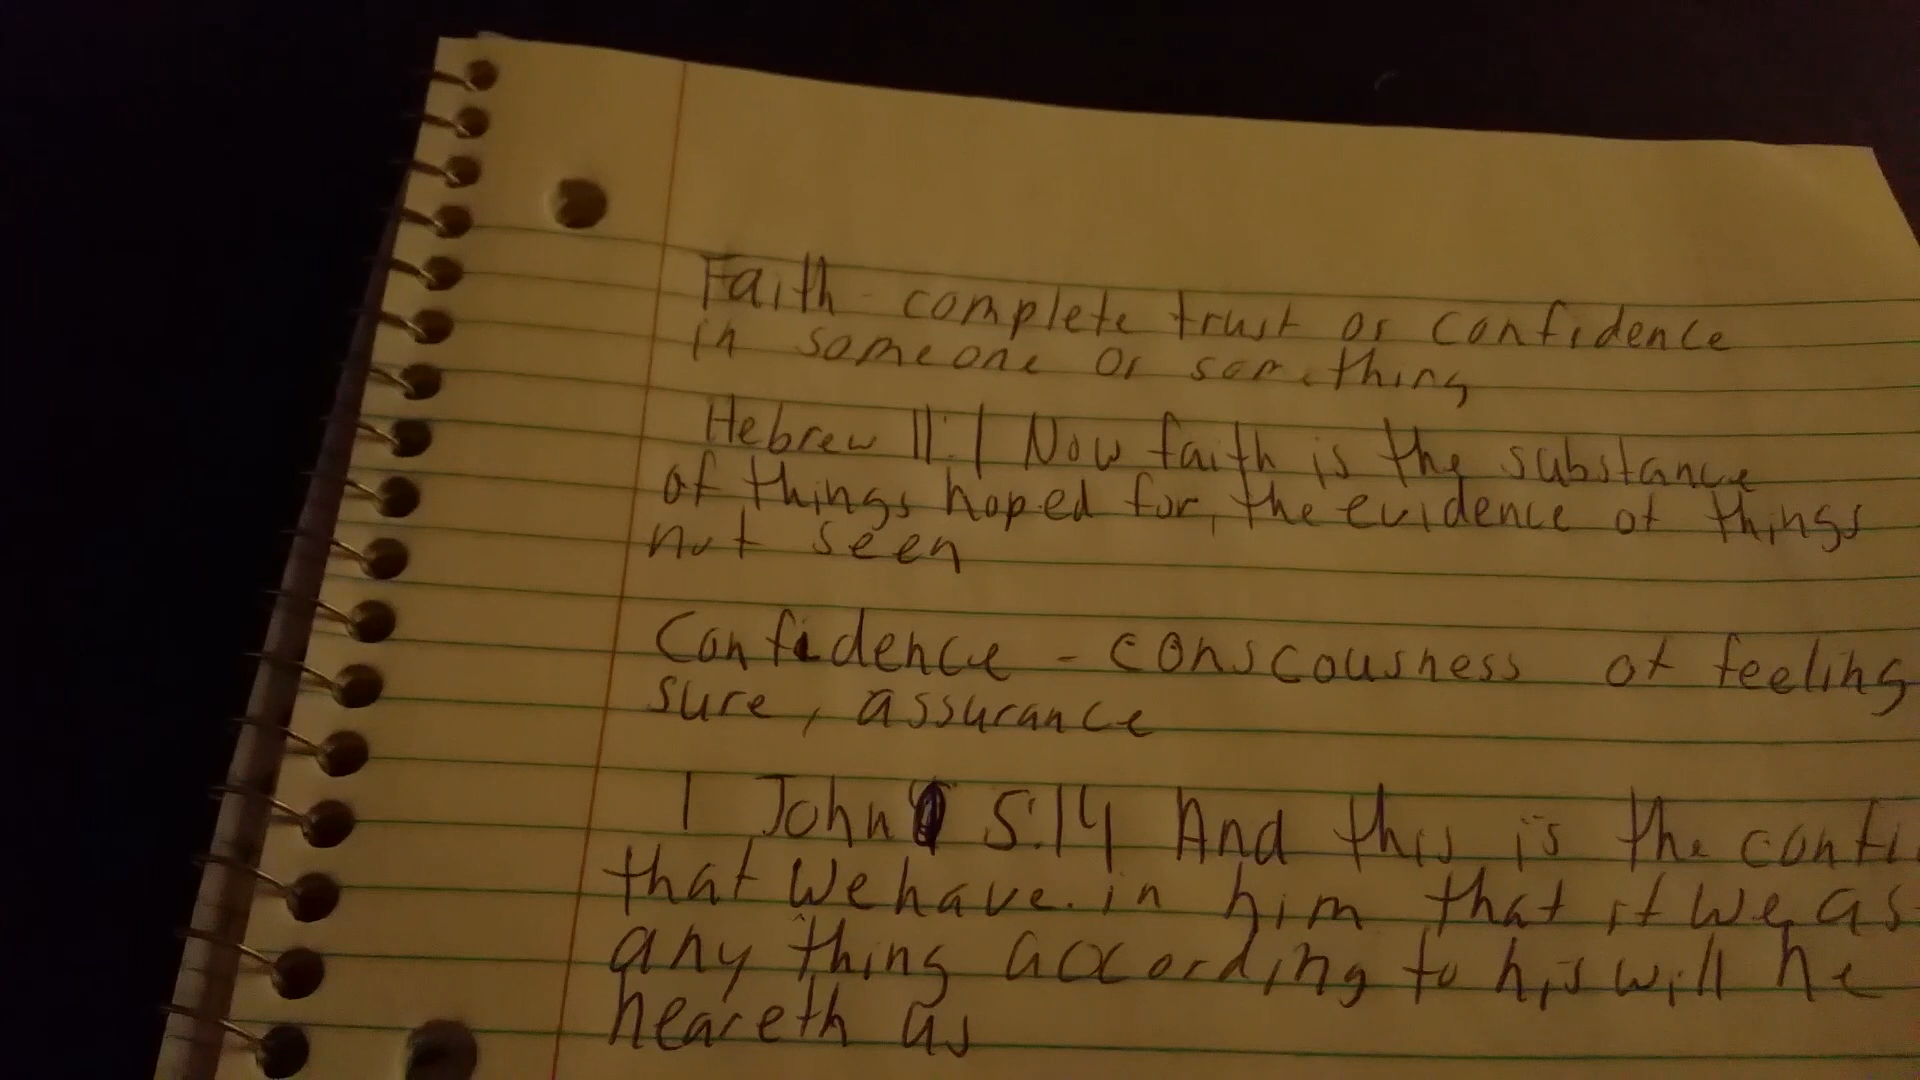 Faith - complete trust or confidence
in someone or something
Hebrew 11:1 Now faith is the substance
of things hoped for, the evidence of things
not seen
Confidence - conscousness of feeling
sure, assurance
1 John 5:14 And this is the confi
that we have in him that if we as
any thing according to his will he
heareth us